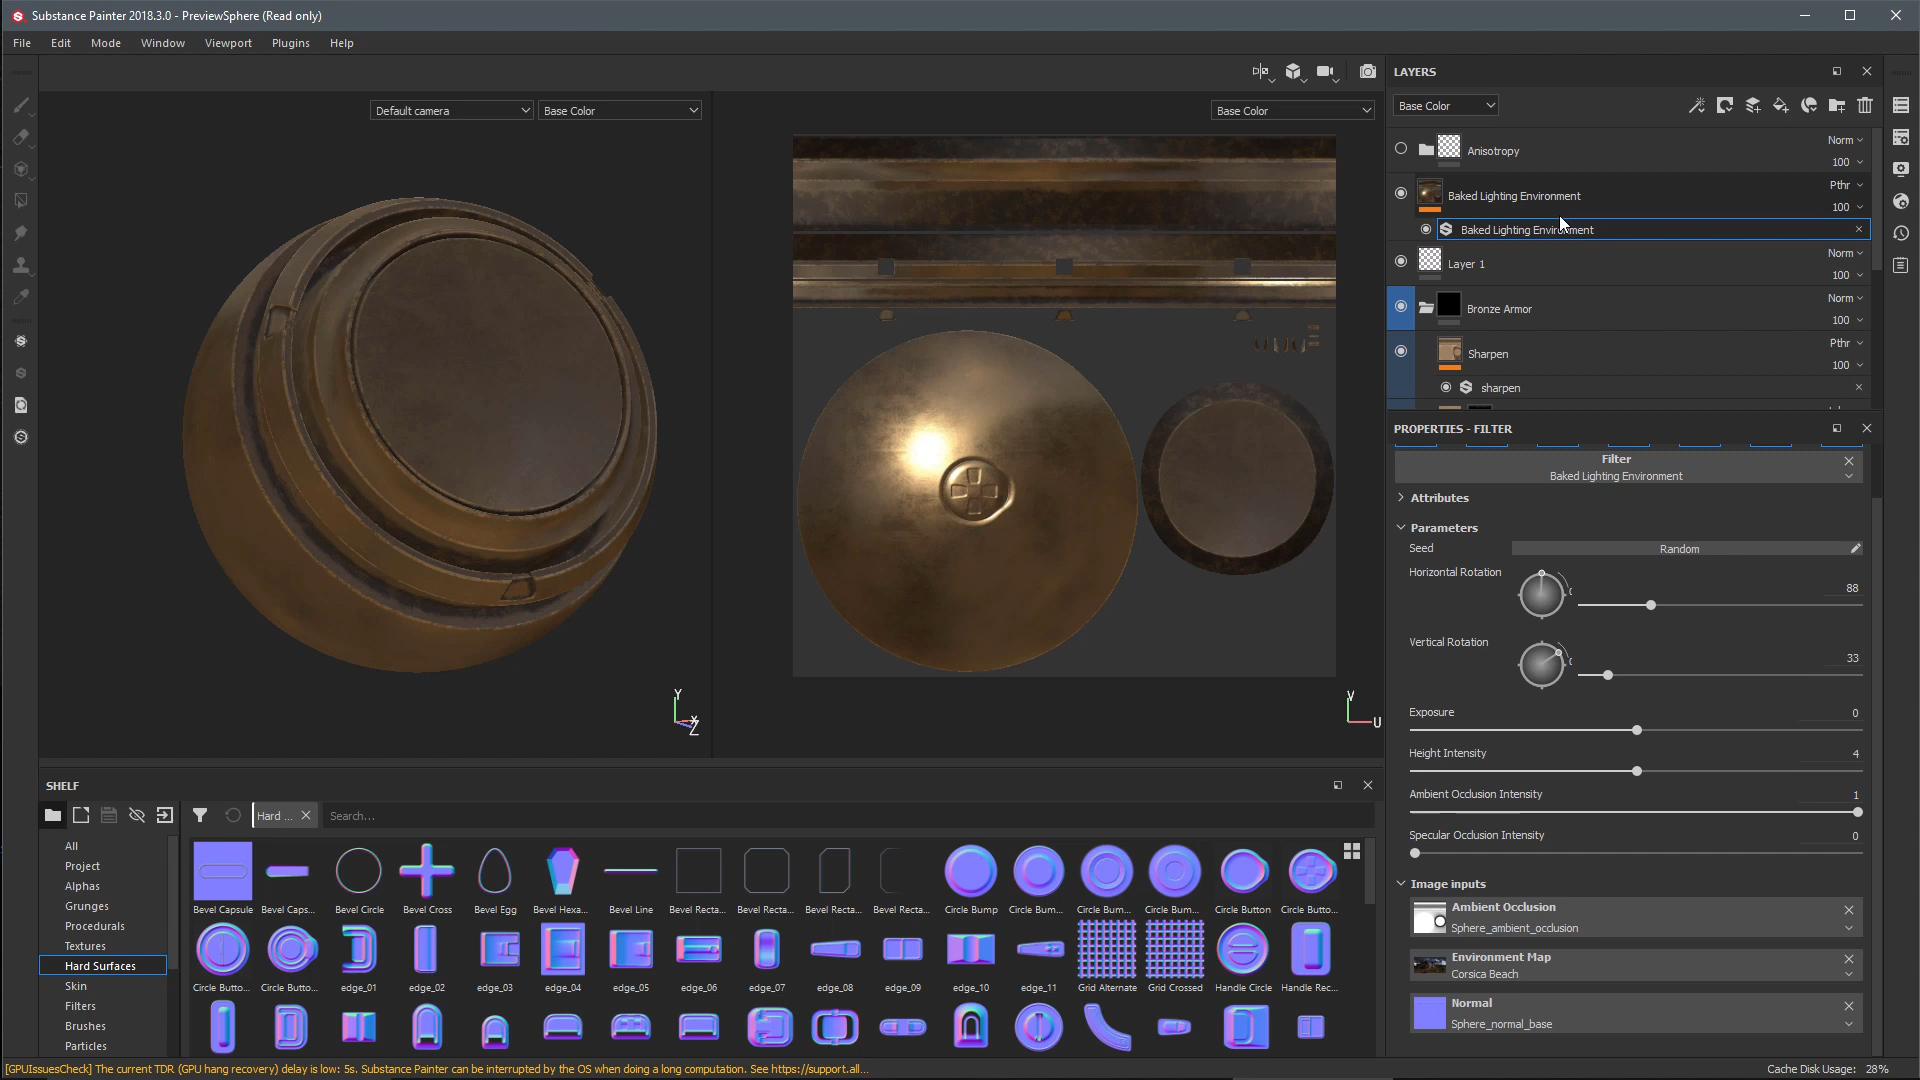 Substance Painter 2018.3.0 - PreviewSphere (Read only)
File Edit Mode Window Viewport Plugins Help
Default camera
Base Color
Base Color
Y
X
Z
V
U
LAYERS
Base Color
Anisotropy
Norm
100
Baked Lighting Environment
Pthr
100
Baked Lighting Environment
Layer 1
Norm
100
Bronze Armor
Norm
100
Sharpen
Pthr
100
sharpen
PROPERTIES - FILTER
Filter
Baked Lighting Environment
Attributes
Parameters
Seed
Random
Horizontal Rotation
88
Vertical Rotation
33
Exposure
0
Height Intensity
4
Ambient Occlusion Intensity
1
Specular Occlusion Intensity
0
Image inputs
Ambient Occlusion
Sphere_ambient_occlusion
Environment Map
Corsica Beach
Normal
Sphere_normal_base
SHELF
Hard ...
Search...
All
Project
Alphas
Grunges
Procedurals
Textures
Hard Surfaces
Skin
Filters
Brushes
Particles
Bevel Capsule Bevel Caps... Bevel Circle Bevel Cross Bevel Egg Bevel Hexa... Bevel Line Bevel Recta... Bevel Recta... Bevel Recta... Bevel Recta... Circle Bump Circle Bum... Circle Bum... Circle Bum... Circle Button Circle Butto...
Circle Butto... Circle Butto... edge_01 edge_02 edge_03 edge_04 edge_05 edge_06 edge_07 edge_08 edge_09 edge_10 edge_11 Grid Alternate Grid Crossed Handle Circle Handle Rec...
[GPUIssuesCheck] The current TDR (GPU hang recovery) delay is low: 5s. Substance Painter can be interrupted by the OS when doing a long computation. See https://support.all...
Cache Disk Usage: 28%